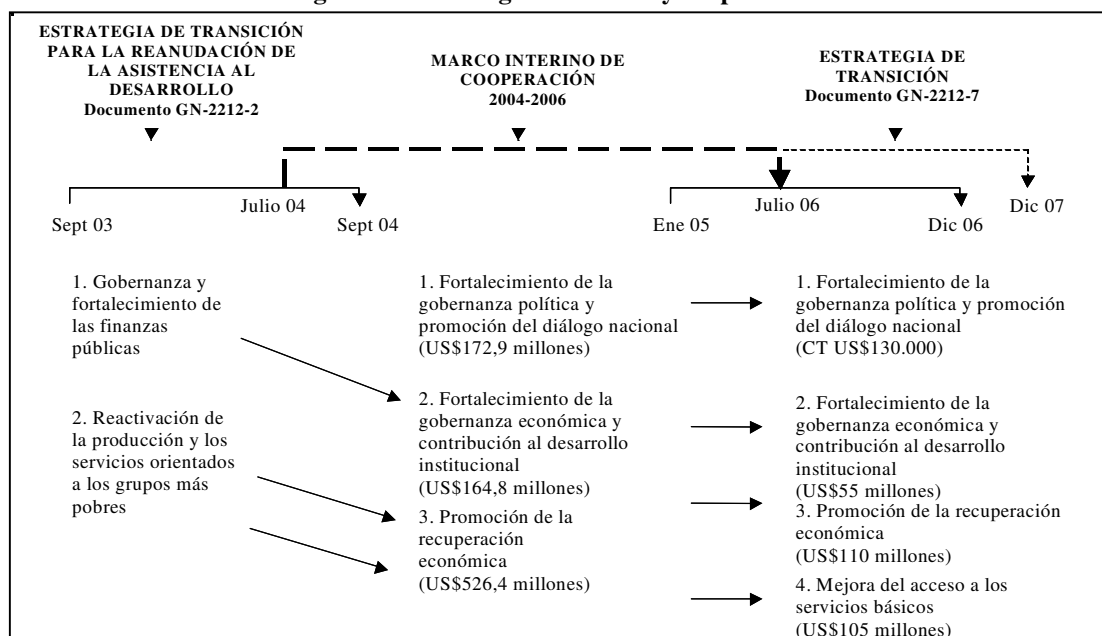 ESTRATEGIA DE TRANSICIÓN
PARA LA REANUDACIÓN DE
LA ASISTENCIA AL
DESARROLLO
Documento GN-2212-2
MARCO INTERINO DE
COOPERACIÓN
2004-2006
ESTRATEGIA DE
TRANSICIÓN
Documento GN-2212-7
Sept 03
Julio 04
Sept 04
Ene 05
Julio 06
Dic 06
Dic 07
1. Gobernanza y
fortalecimiento de
las finanzas
públicas
2. Reactivación de
la producción y los
servicios orientados
a los grupos más
pobres
1. Fortalecimiento de la
gobernanza política y
promoción del diálogo nacional
(US$172,9 millones)
2. Fortalecimiento de la
gobernanza económica y
contribución al desarrollo
institucional
(US$164,8 millones)
3. Promoción de la
recuperación
económica
(US$526,4 millones)
1. Fortalecimiento de la
gobernanza política y promoción
del diálogo nacional
(CT US$130.000)
2. Fortalecimiento de la
gobernanza económica y
contribución al desarrollo
institucional
(US$55 millones)
3. Promoción de la recuperación
económica
(US$110 millones)
4. Mejora del acceso a los
servicios básicos
(US$105 millones)